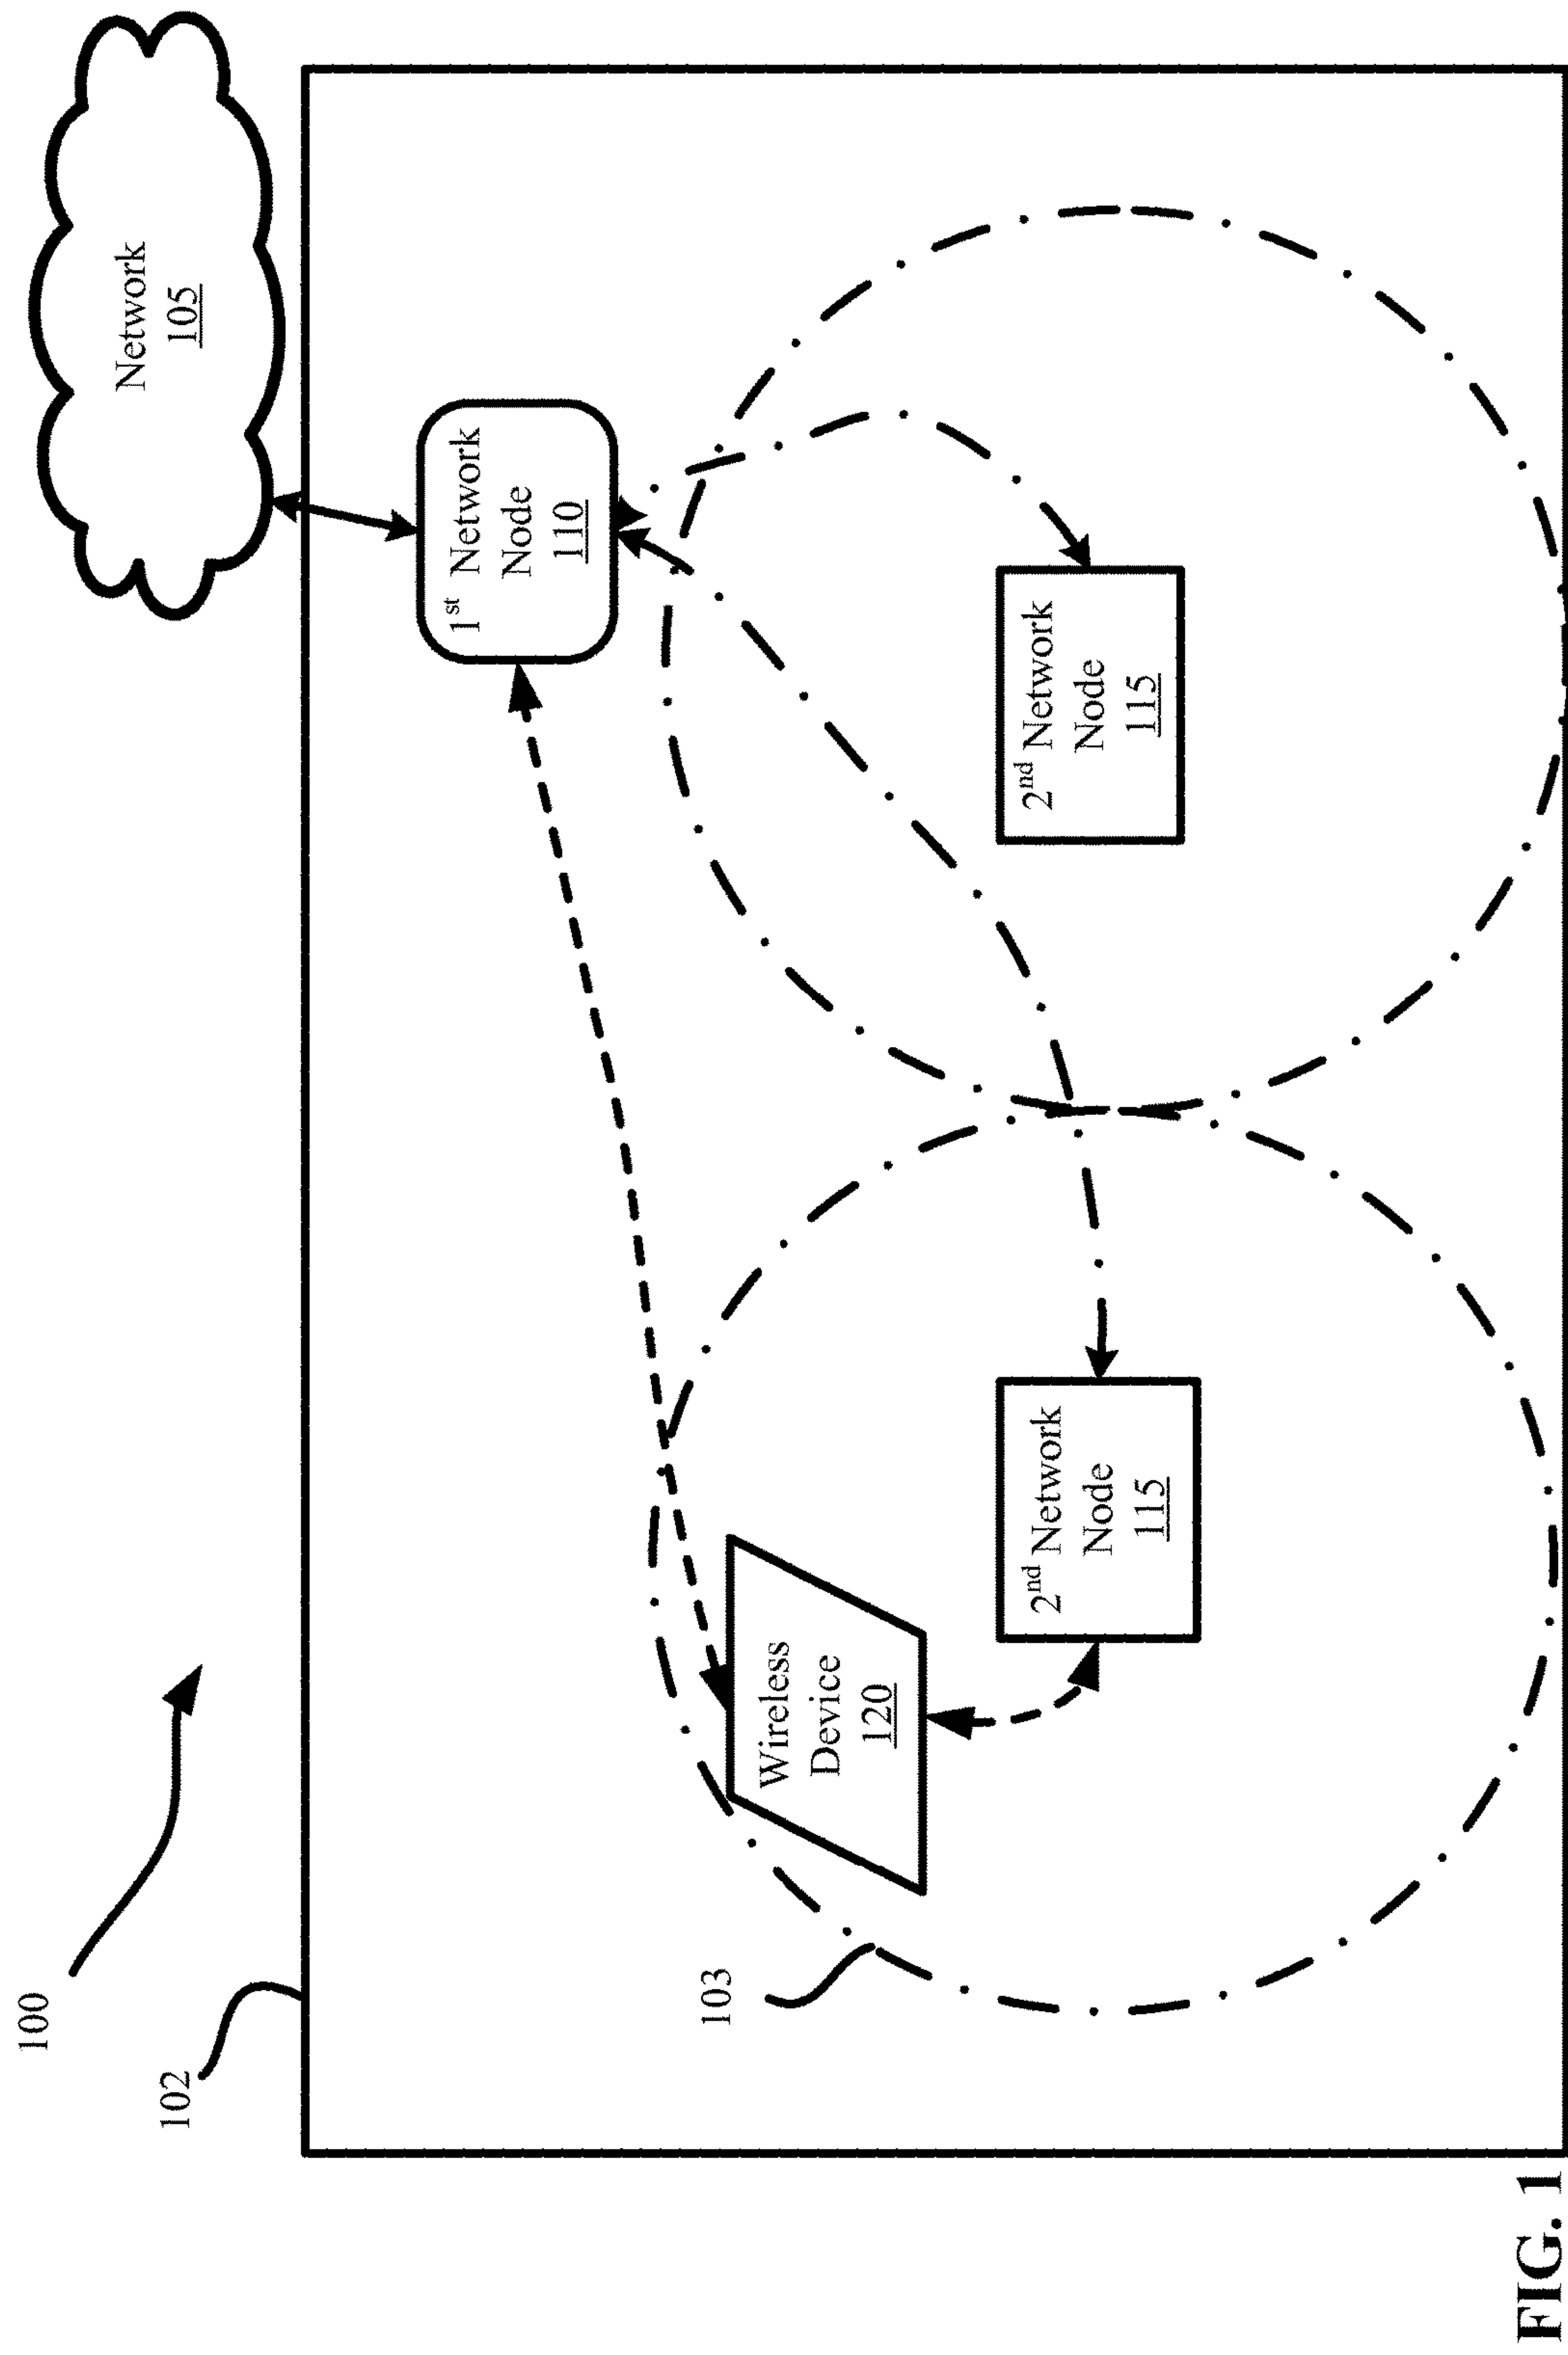 100
102
Network
105
1st Network
Node
110
103
Wireless
Device
120
2nd Network
Node
115
2nd Network
Node
115
FIG. 1